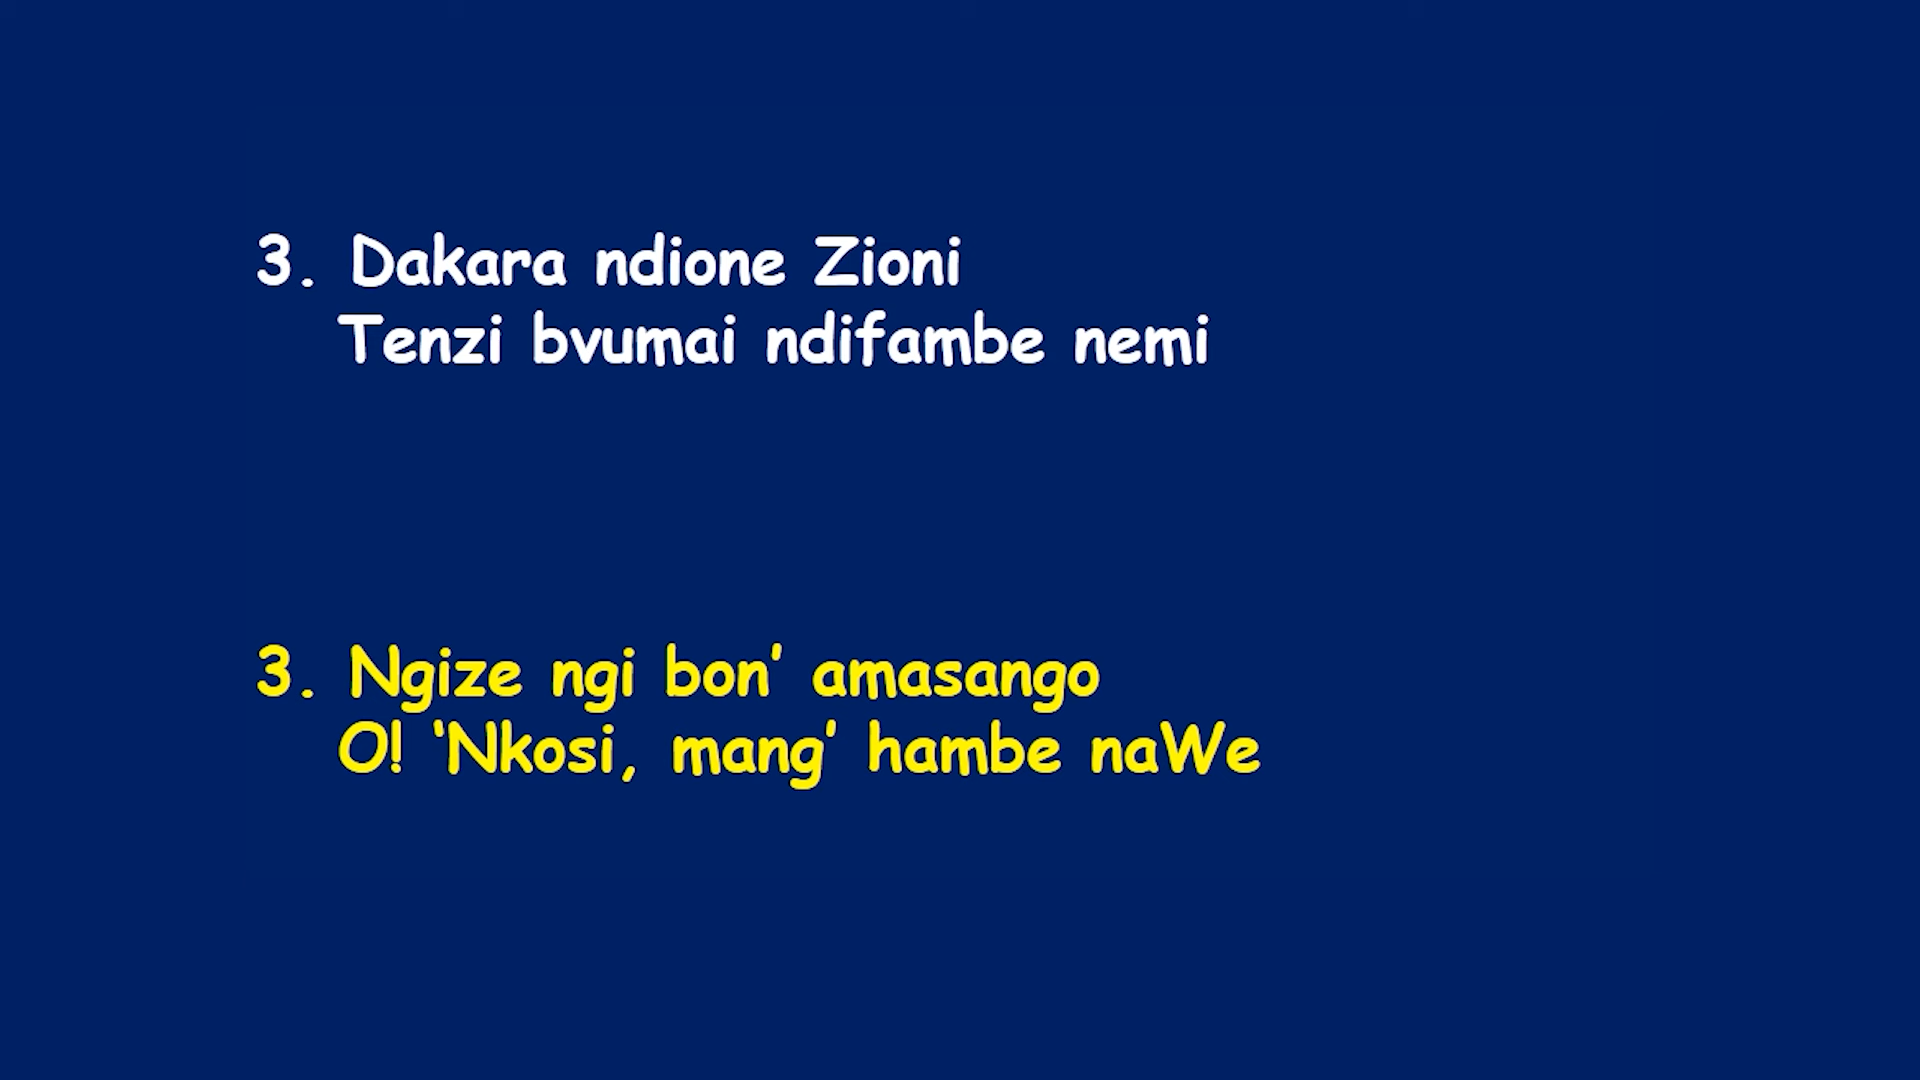 3. Dakara ndione Zioni
Tenzi bvumai ndifambe nemi
3. Ngize ngi bon’ amasango
O! ‘Nkosi, mang’ hambe naWe